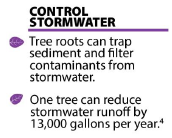 CONTROL
STORMWATER
Tree roots can trap
sediment and filter
contaminants from
stormwater.
One tree can reduce
stormwater runoff by
13,000 gallons per year.⁴